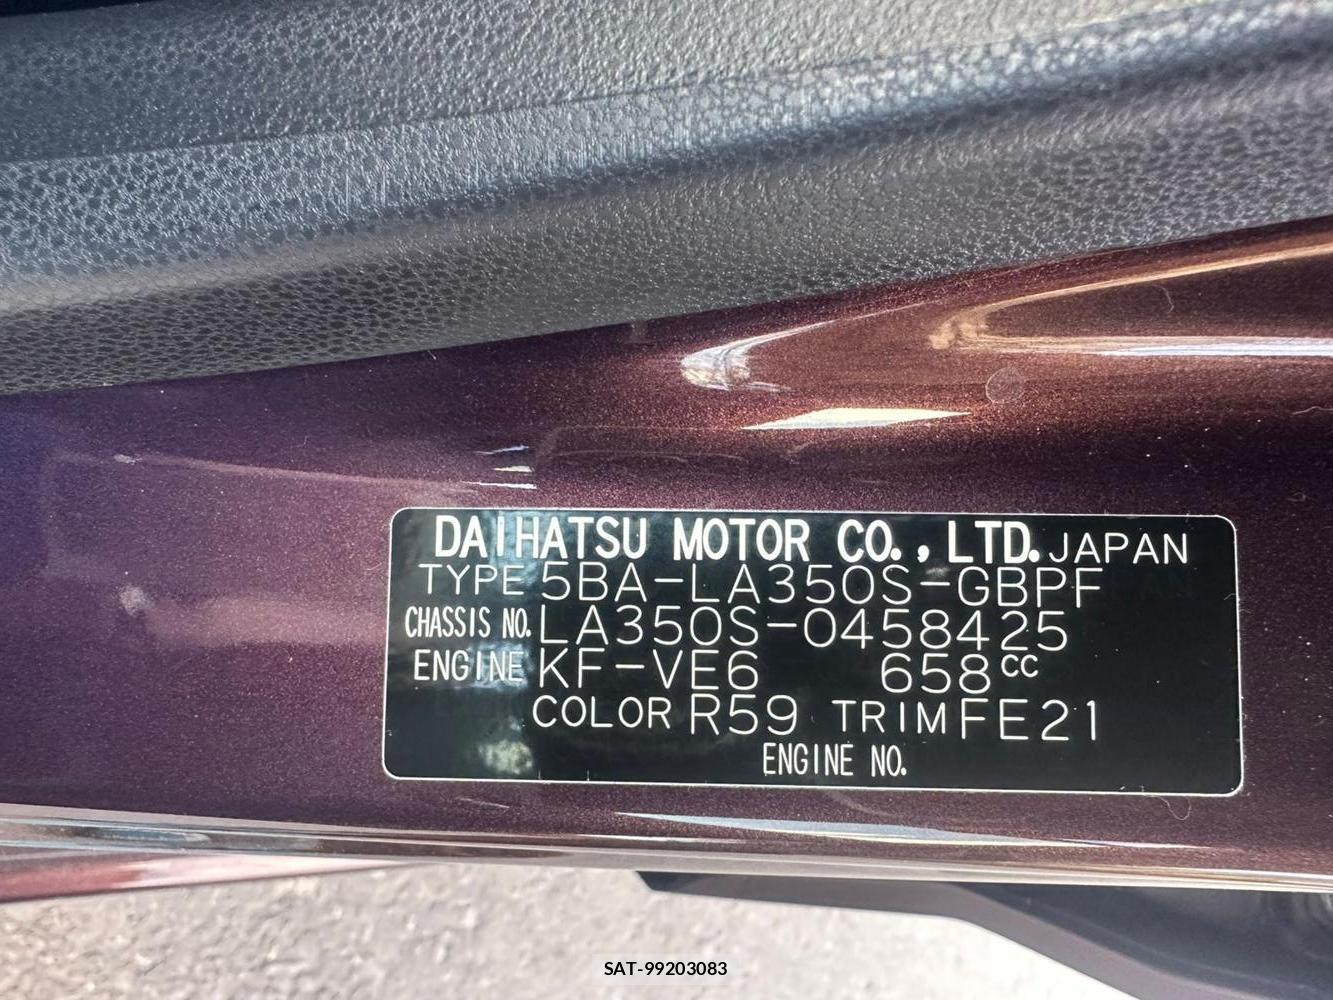 DAIHATSU MOTOR CO., LTD. JAPAN
TYPE 5BA-LA350S-GBPF
CHASSIS NO. LA350S-0458425
ENGINE KF-VE6 658cc
COLOR R59 TRIM FE21
ENGINE NO.
SAT-99203083